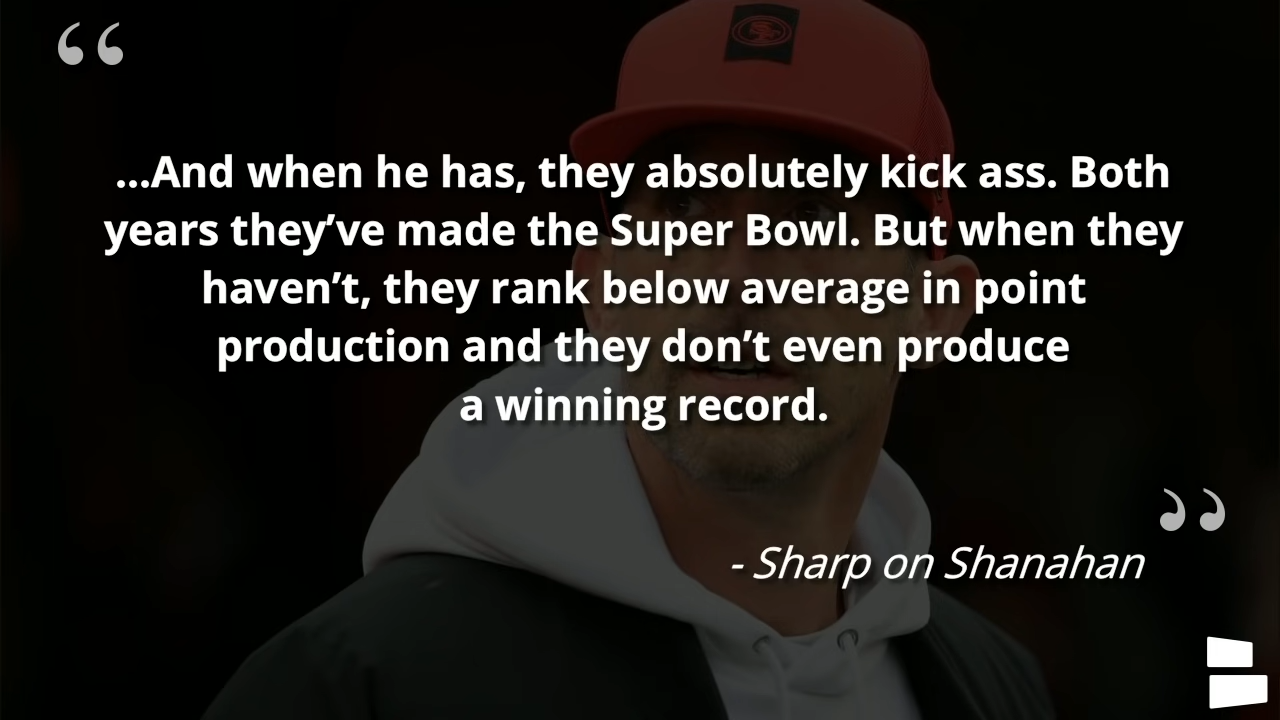 “
...And when he has, they absolutely kick ass. Both
years they’ve made the Super Bowl. But when they
haven’t, they rank below average in point
production and they don’t even produce
a winning record.
”
- Sharp on Shanahan